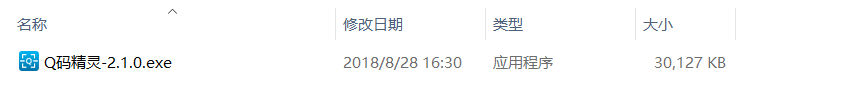 名称 修改日期 类型 大小
Q码精灵-2.1.0.exe 2018/8/28 16:30 应用程序 30,127 KB